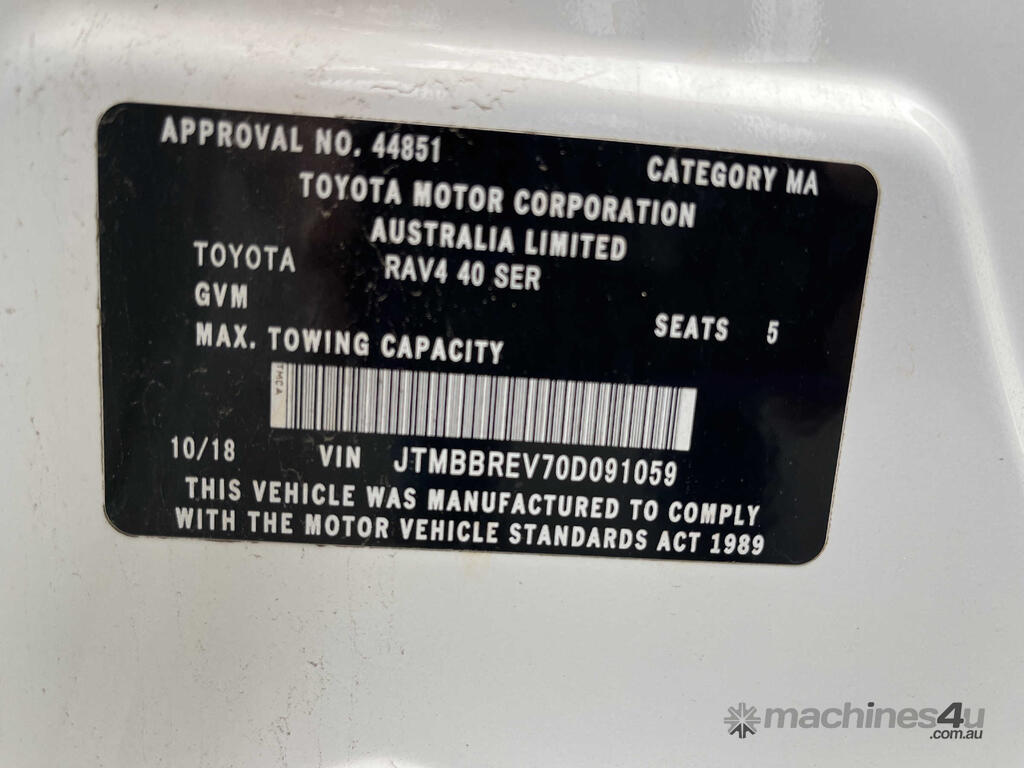 APPROVAL NO. 44851
CATEGORY MA
TOYOTA MOTOR CORPORATION
AUSTRALIA LIMITED
TOYOTA RAV4 40 SER
GVM
SEATS 5
MAX. TOWING CAPACITY
TMCA
10/18 VIN JTMBBREV70D091059
THIS VEHICLE WAS MANUFACTURED TO COMPLY
WITH THE MOTOR VEHICLE STANDARDS ACT 1989
machines4u
.com.au